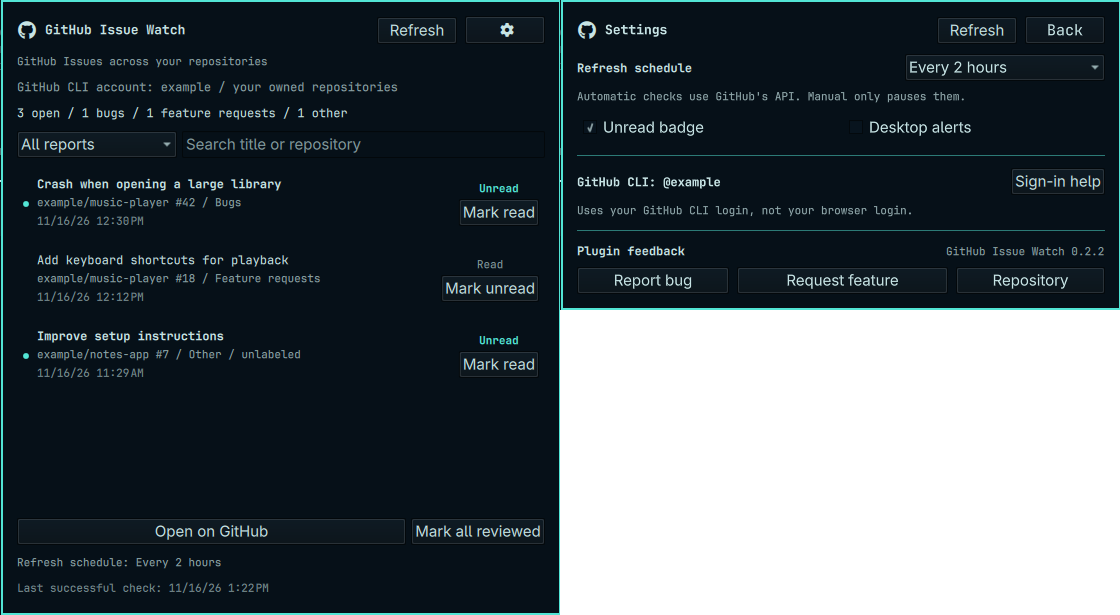 GitHub Issue Watch
Refresh
GitHub Issues across your repositories
GitHub CLI account: example / your owned repositories
3 open / 1 bugs / 1 feature requests / 1 other
All reports
Search title or repository
Crash when opening a large library
Unread
example/music-player #42 / Bugs
Mark read
11/16/26 12:30PM
Add keyboard shortcuts for playback
Read
example/music-player #18 / Feature requests
Mark unread
11/16/26 12:12PM
Improve setup instructions
Unread
example/notes-app #7 / Other / unlabeled
Mark read
11/16/26 11:29AM
Open on GitHub
Mark all reviewed
Refresh schedule: Every 2 hours
Last successful check: 11/16/26 1:22PM
Settings
Refresh
Back
Refresh schedule
Every 2 hours
Automatic checks use GitHub's API. Manual only pauses them.
Unread badge
Desktop alerts
GitHub CLI: @example
Sign-in help
Uses your GitHub CLI login, not your browser login.
Plugin feedback
GitHub Issue Watch 0.2.2
Report bug
Request feature
Repository